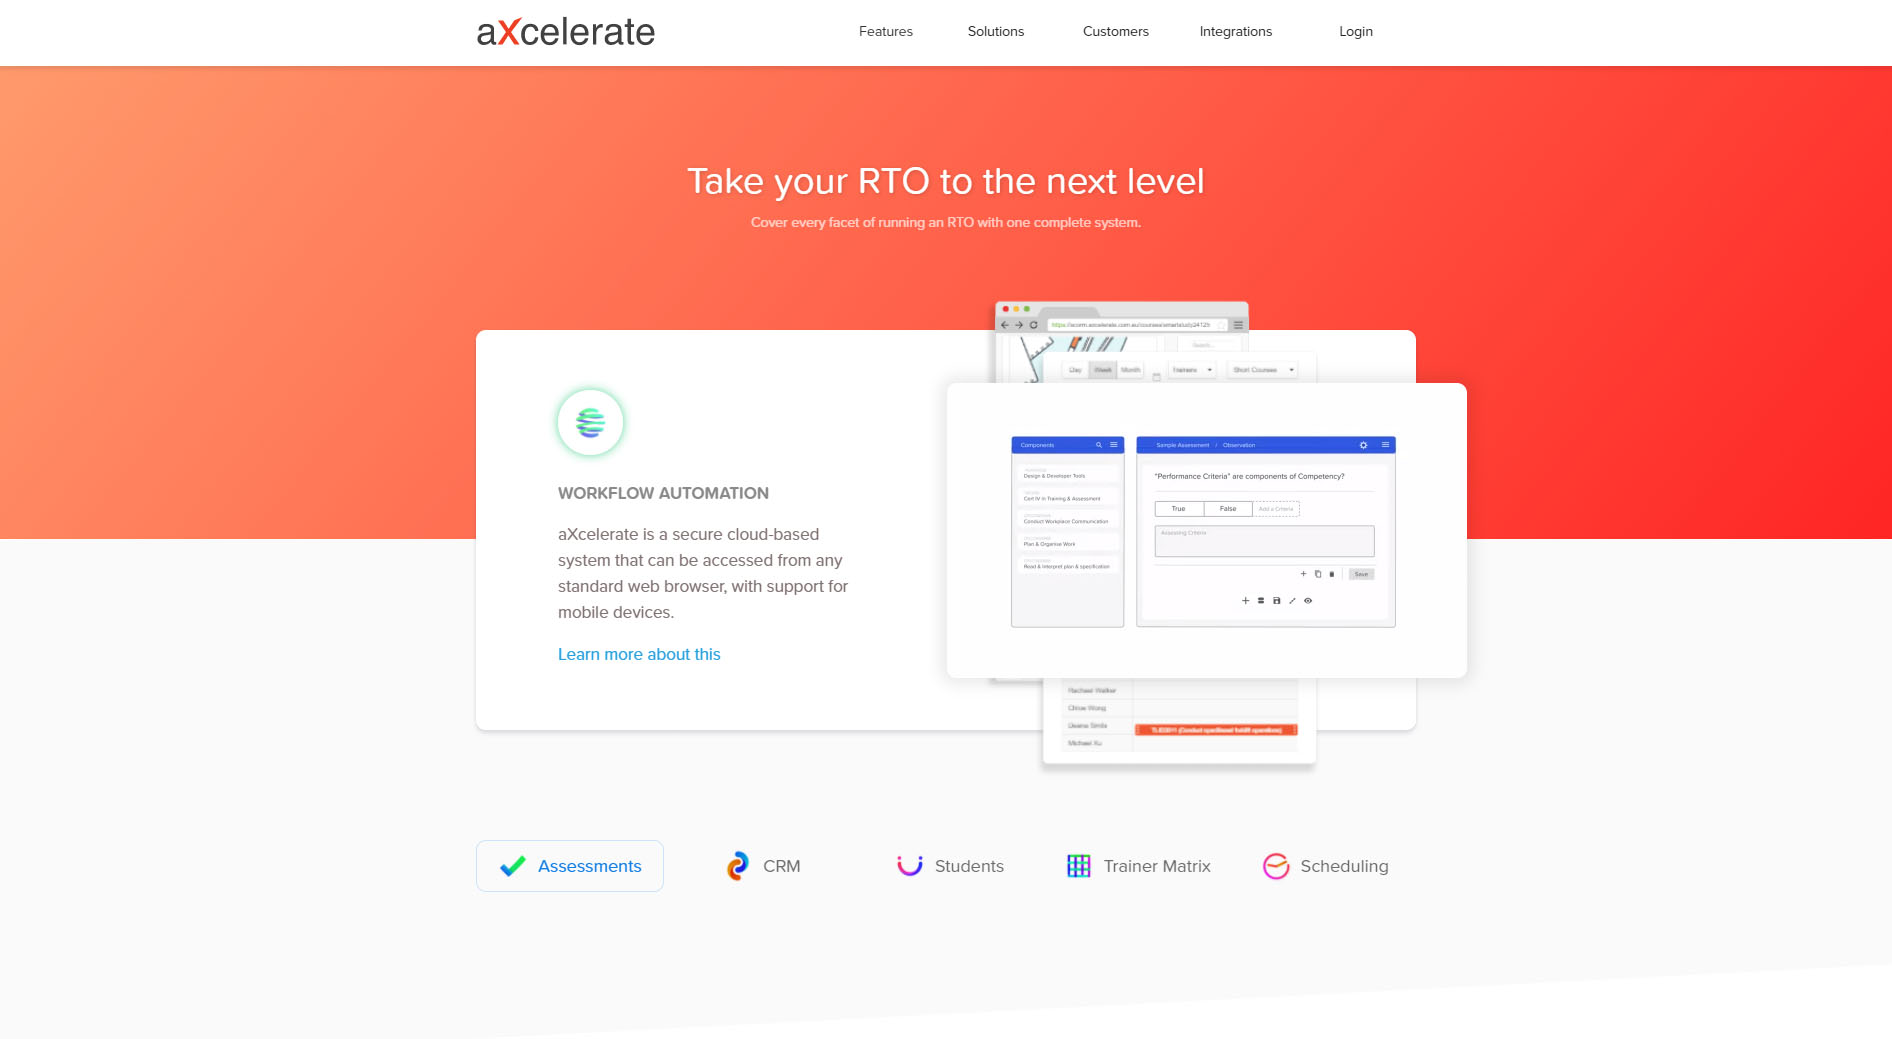 aXcelerate
Features
Solutions
Customers
Integrations
Login
Take your RTO to the next level
Cover every facet of running an RTO with one complete system.
Day
Week
Month
Trainers
Short Courses
Search...
WORKFLOW AUTOMATION
aXcelerate is a secure cloud-based
system that can be accessed from any
standard web browser, with support for
mobile devices.
Learn more about this
Components
Design & Developer Tools
Cert IV in Training & Assessment
Conduct Workplace Communication
Plan & Organise Work
Read & Interpret plan & specification
Sample Assessment / Observation
"Performance Criteria" are components of Competency?
True
False
Add a Criteria
Assessing Criteria
Save
Rachael Walker
Chloe Wong
Deana Simila
Michael Xu
Assessments
CRM
Students
Trainer Matrix
Scheduling